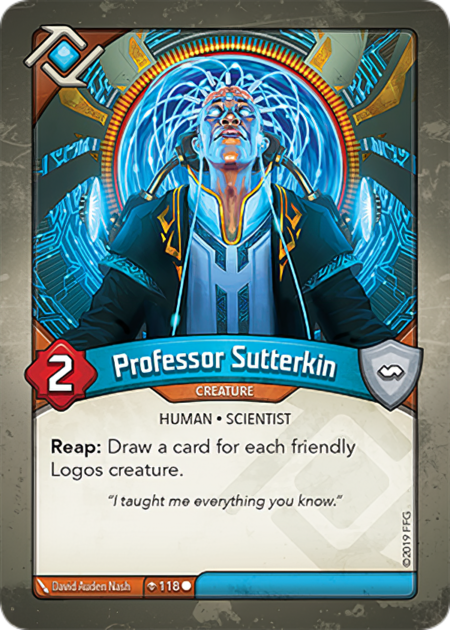 2
Professor Sutterkin
CREATURE
HUMAN • SCIENTIST
Reap: Draw a card for each friendly
Logos creature.
“I taught me everything you know.”
©2019 FFG
David Auden Nash
118